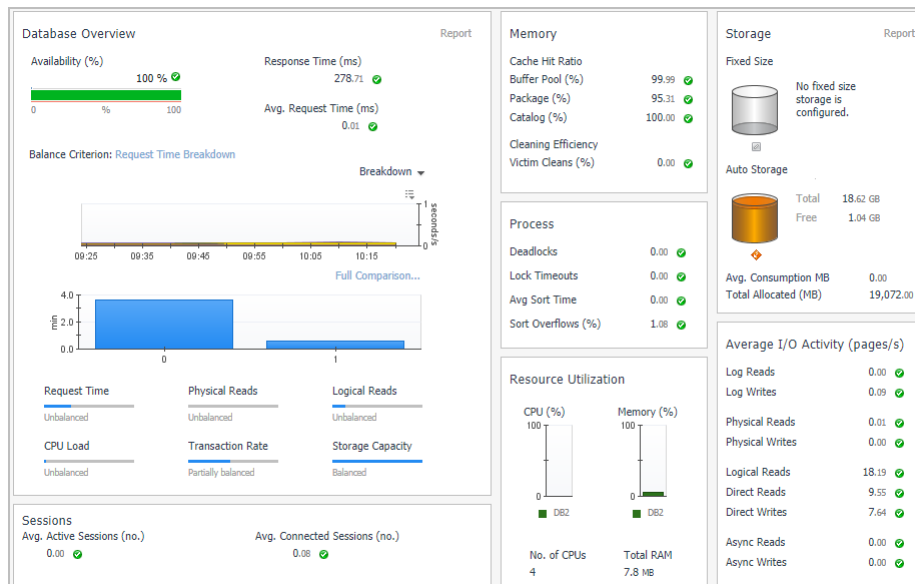 Database Overview
Report
Availability (%)
100 %
0 % 100
Response Time (ms)
278.71
Avg. Request Time (ms)
0.01
Balance Criterion: Request Time Breakdown
Breakdown
1
0
seconds/s
09:25 09:35 09:45 09:55 10:05 10:15
Full Comparison...
4.0
2.0
0.0
min
0 1
Request Time
Unbalanced
Physical Reads
Unbalanced
Logical Reads
Unbalanced
CPU Load
Unbalanced
Transaction Rate
Partially balanced
Storage Capacity
Balanced
Sessions
Avg. Active Sessions (no.)
0.00
Avg. Connected Sessions (no.)
0.08
Memory
Cache Hit Ratio
Buffer Pool (%) 99.99
Package (%) 95.31
Catalog (%) 100.00
Cleaning Efficiency
Victim Cleans (%) 0.00
Process
Deadlocks 0.00
Lock Timeouts 0.00
Avg Sort Time 0.00
Sort Overflows (%) 1.08
Resource Utilization
CPU (%)
100
0
DB2
Memory (%)
100
0
DB2
No. of CPUs
4
Total RAM
7.8 MB
Storage
Report
Fixed Size
No fixed size
storage is
configured.
Auto Storage
Total 18.62 GB
Free 1.04 GB
Avg. Consumption MB 0.00
Total Allocated (MB) 19,072.00
Average I/O Activity (pages/s)
Log Reads 0.00
Log Writes 0.09
Physical Reads 0.01
Physical Writes 0.00
Logical Reads 18.19
Direct Reads 9.55
Direct Writes 7.64
Async Reads 0.00
Async Writes 0.00